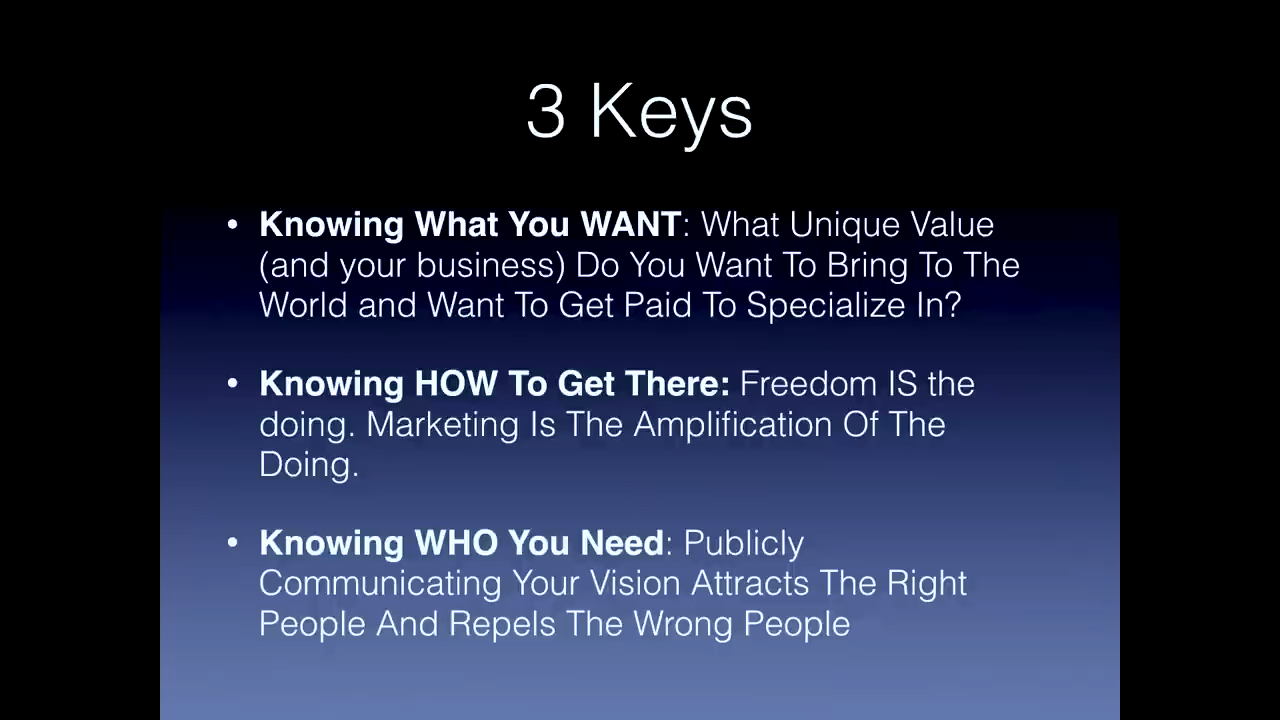 3 Keys
• Knowing What You WANT: What Unique Value
(and your business) Do You Want To Bring To The
World and Want To Get Paid To Specialize In?
• Knowing HOW To Get There: Freedom IS the
doing. Marketing Is The Amplification Of The
Doing.
• Knowing WHO You Need: Publicly
Communicating Your Vision Attracts The Right
People And Repels The Wrong People